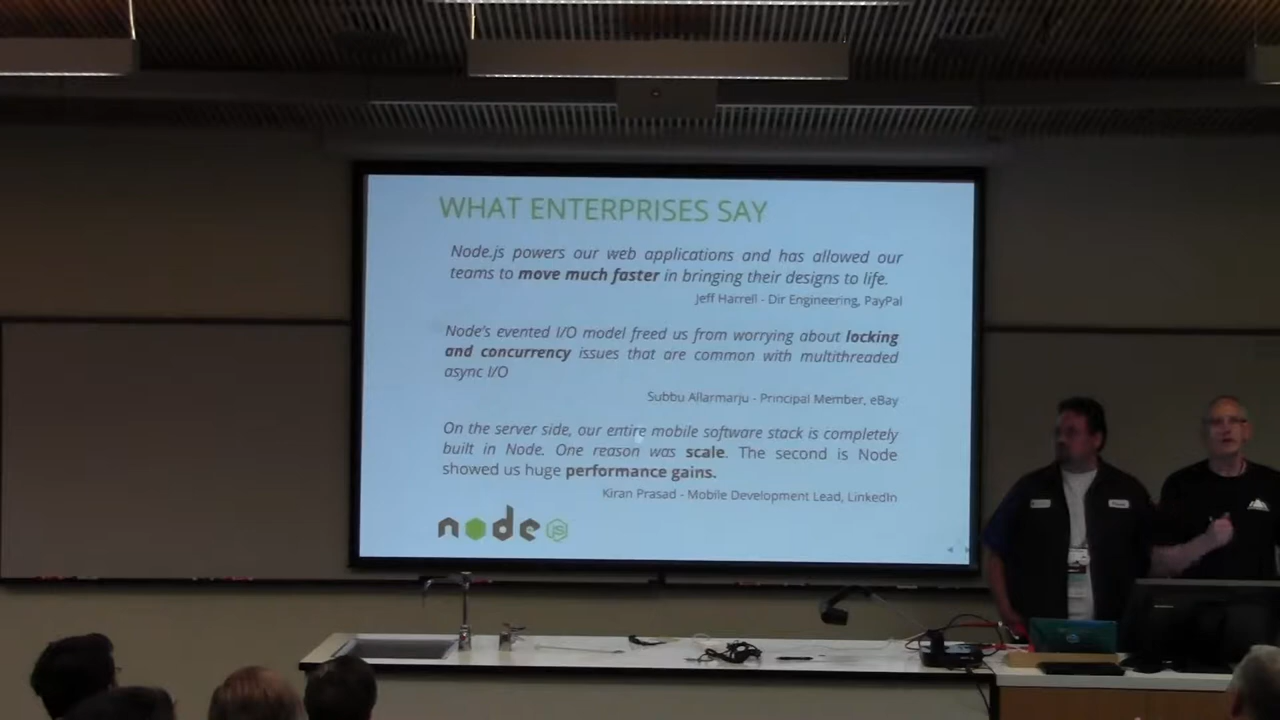 WHAT ENTERPRISES SAY
Node.js powers our web applications and has allowed our
teams to move much faster in bringing their designs to life.
Jeff Harrell - Dir Engineering, PayPal
Node's evented I/O model freed us from worrying about locking
and concurrency issues that are common with multithreaded
async I/O
Subbu Allarmarju - Principal Member, eBay
On the server side, our entire mobile software stack is completely
built in Node. One reason was scale. The second is Node
showed us huge performance gains.
Kiran Prasad - Mobile Development Lead, LinkedIn
node JS